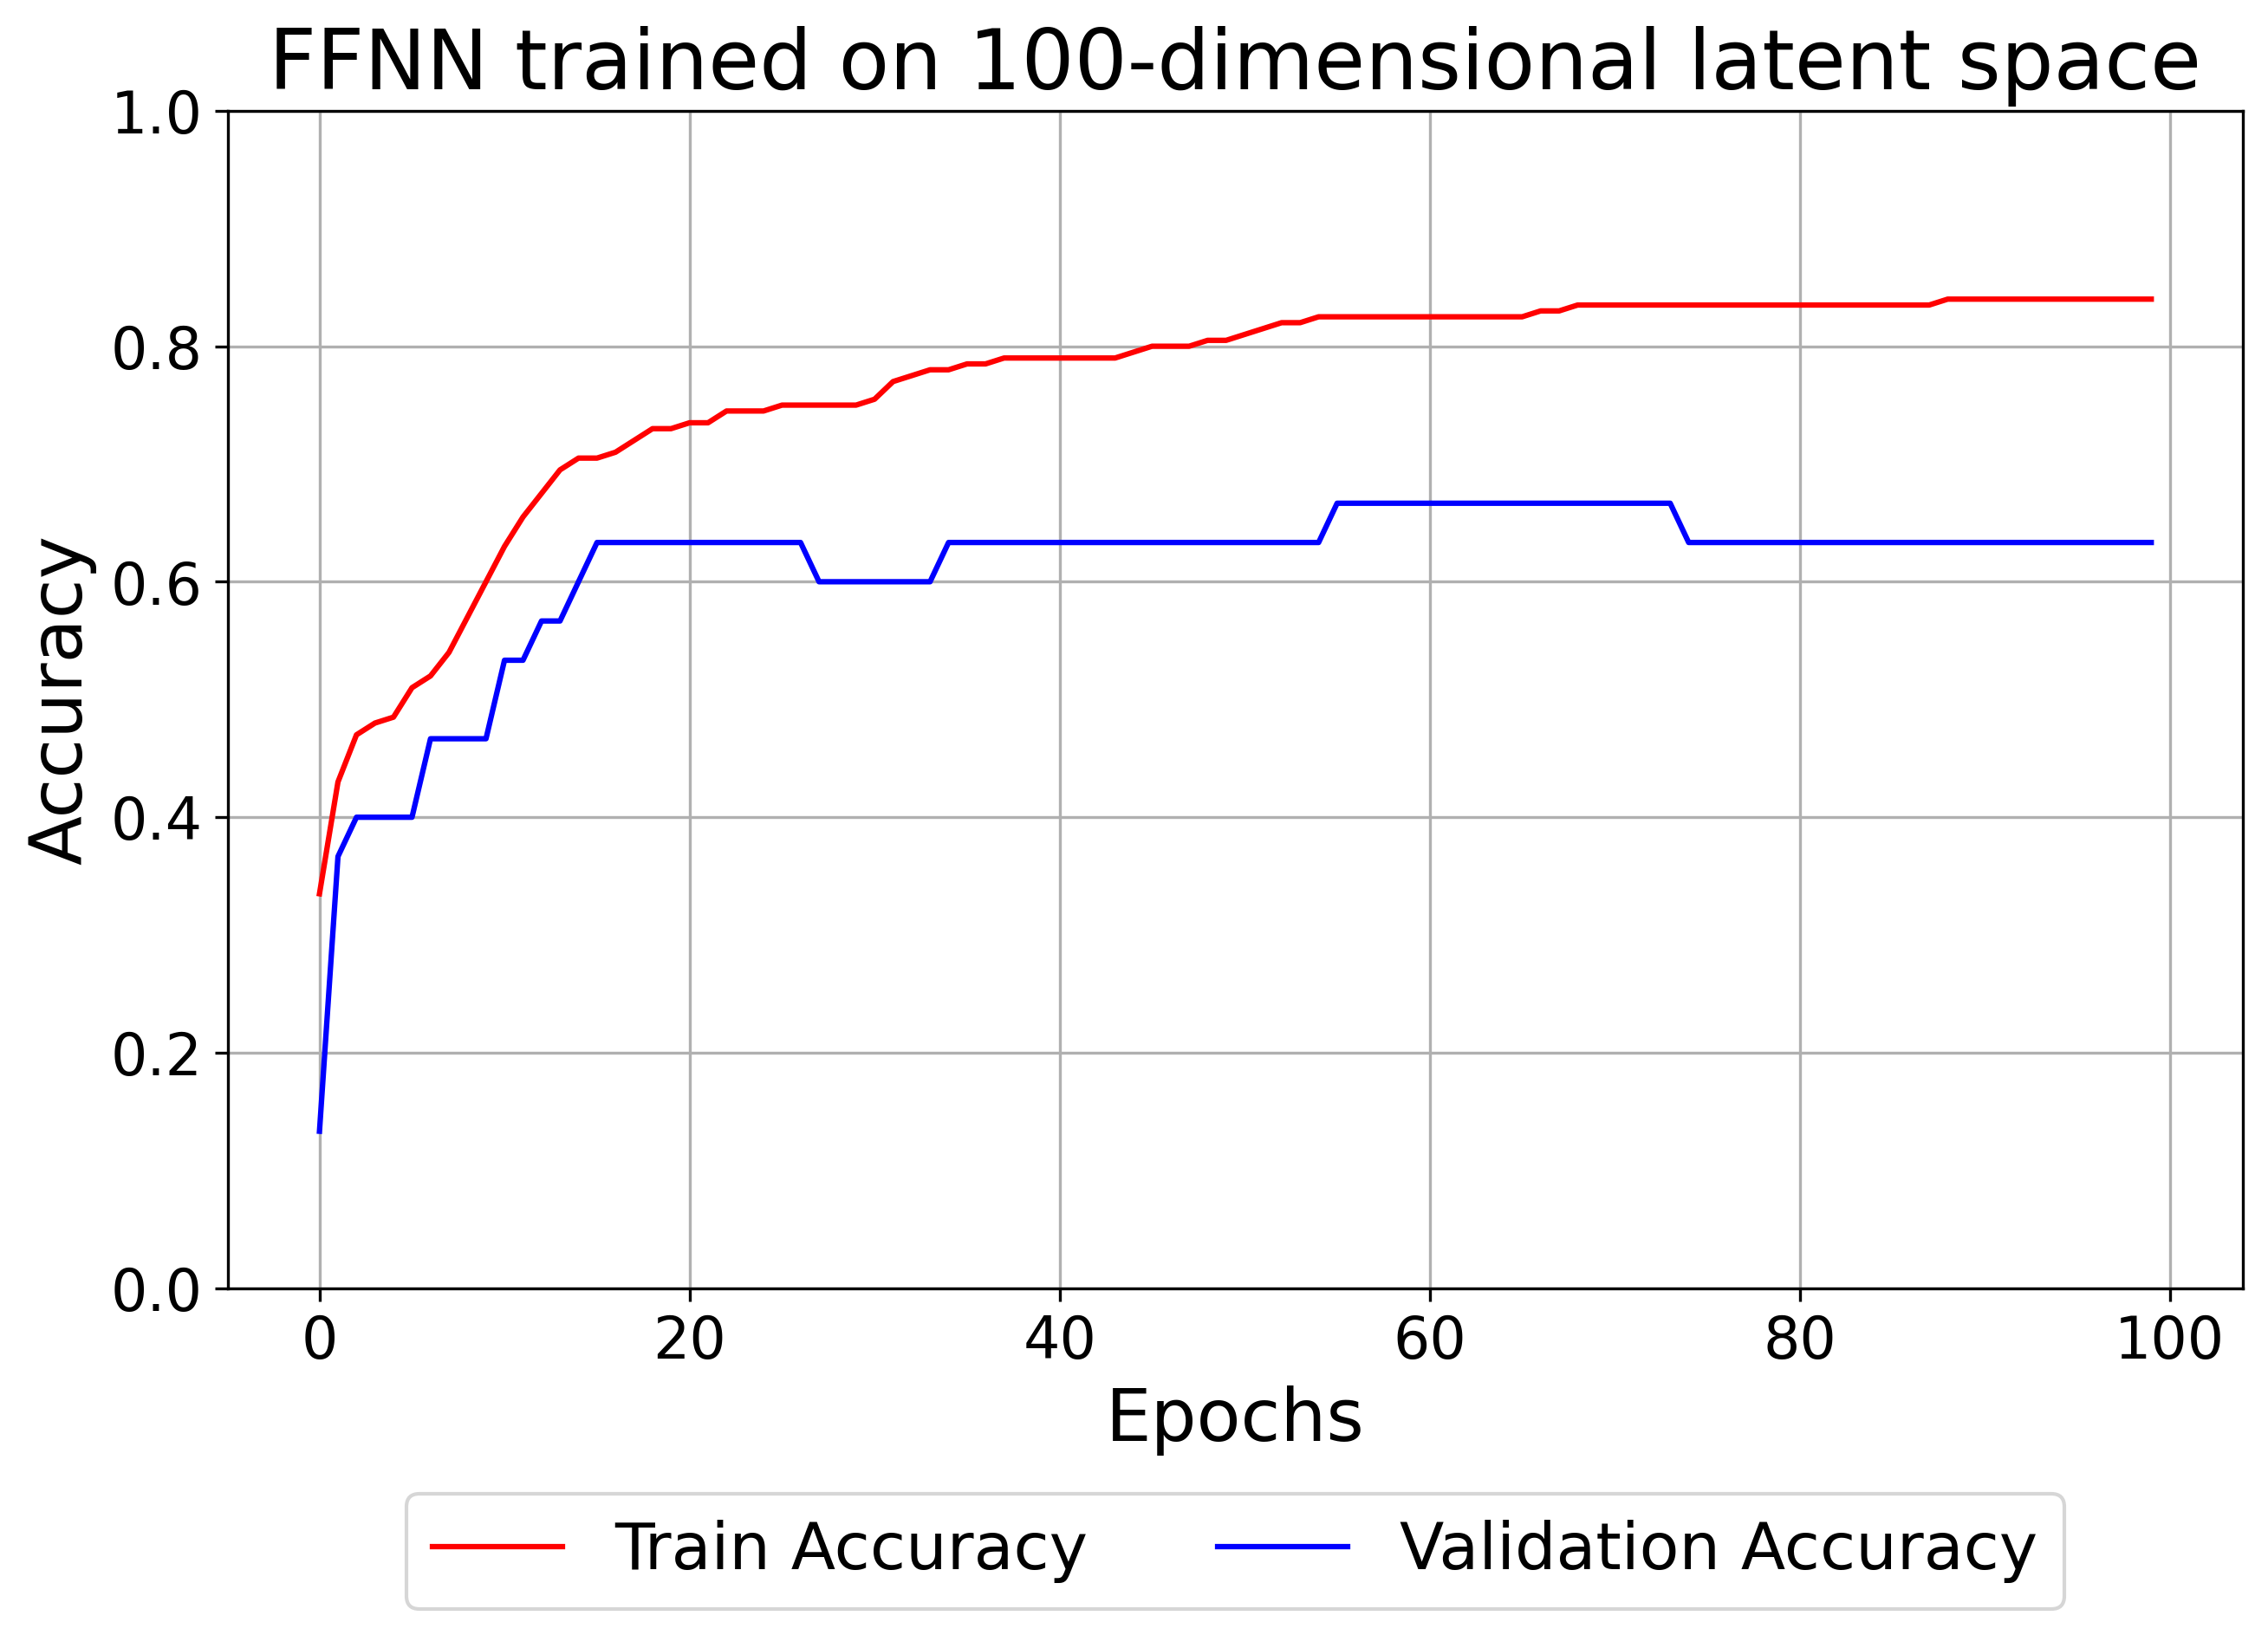 FFNN trained on 100-dimensional latent space
1.0
0.8
0.6
0.4
0.2
0.0
Accuracy
0 20 40 60 80 100
Epochs
Train Accuracy Validation Accuracy